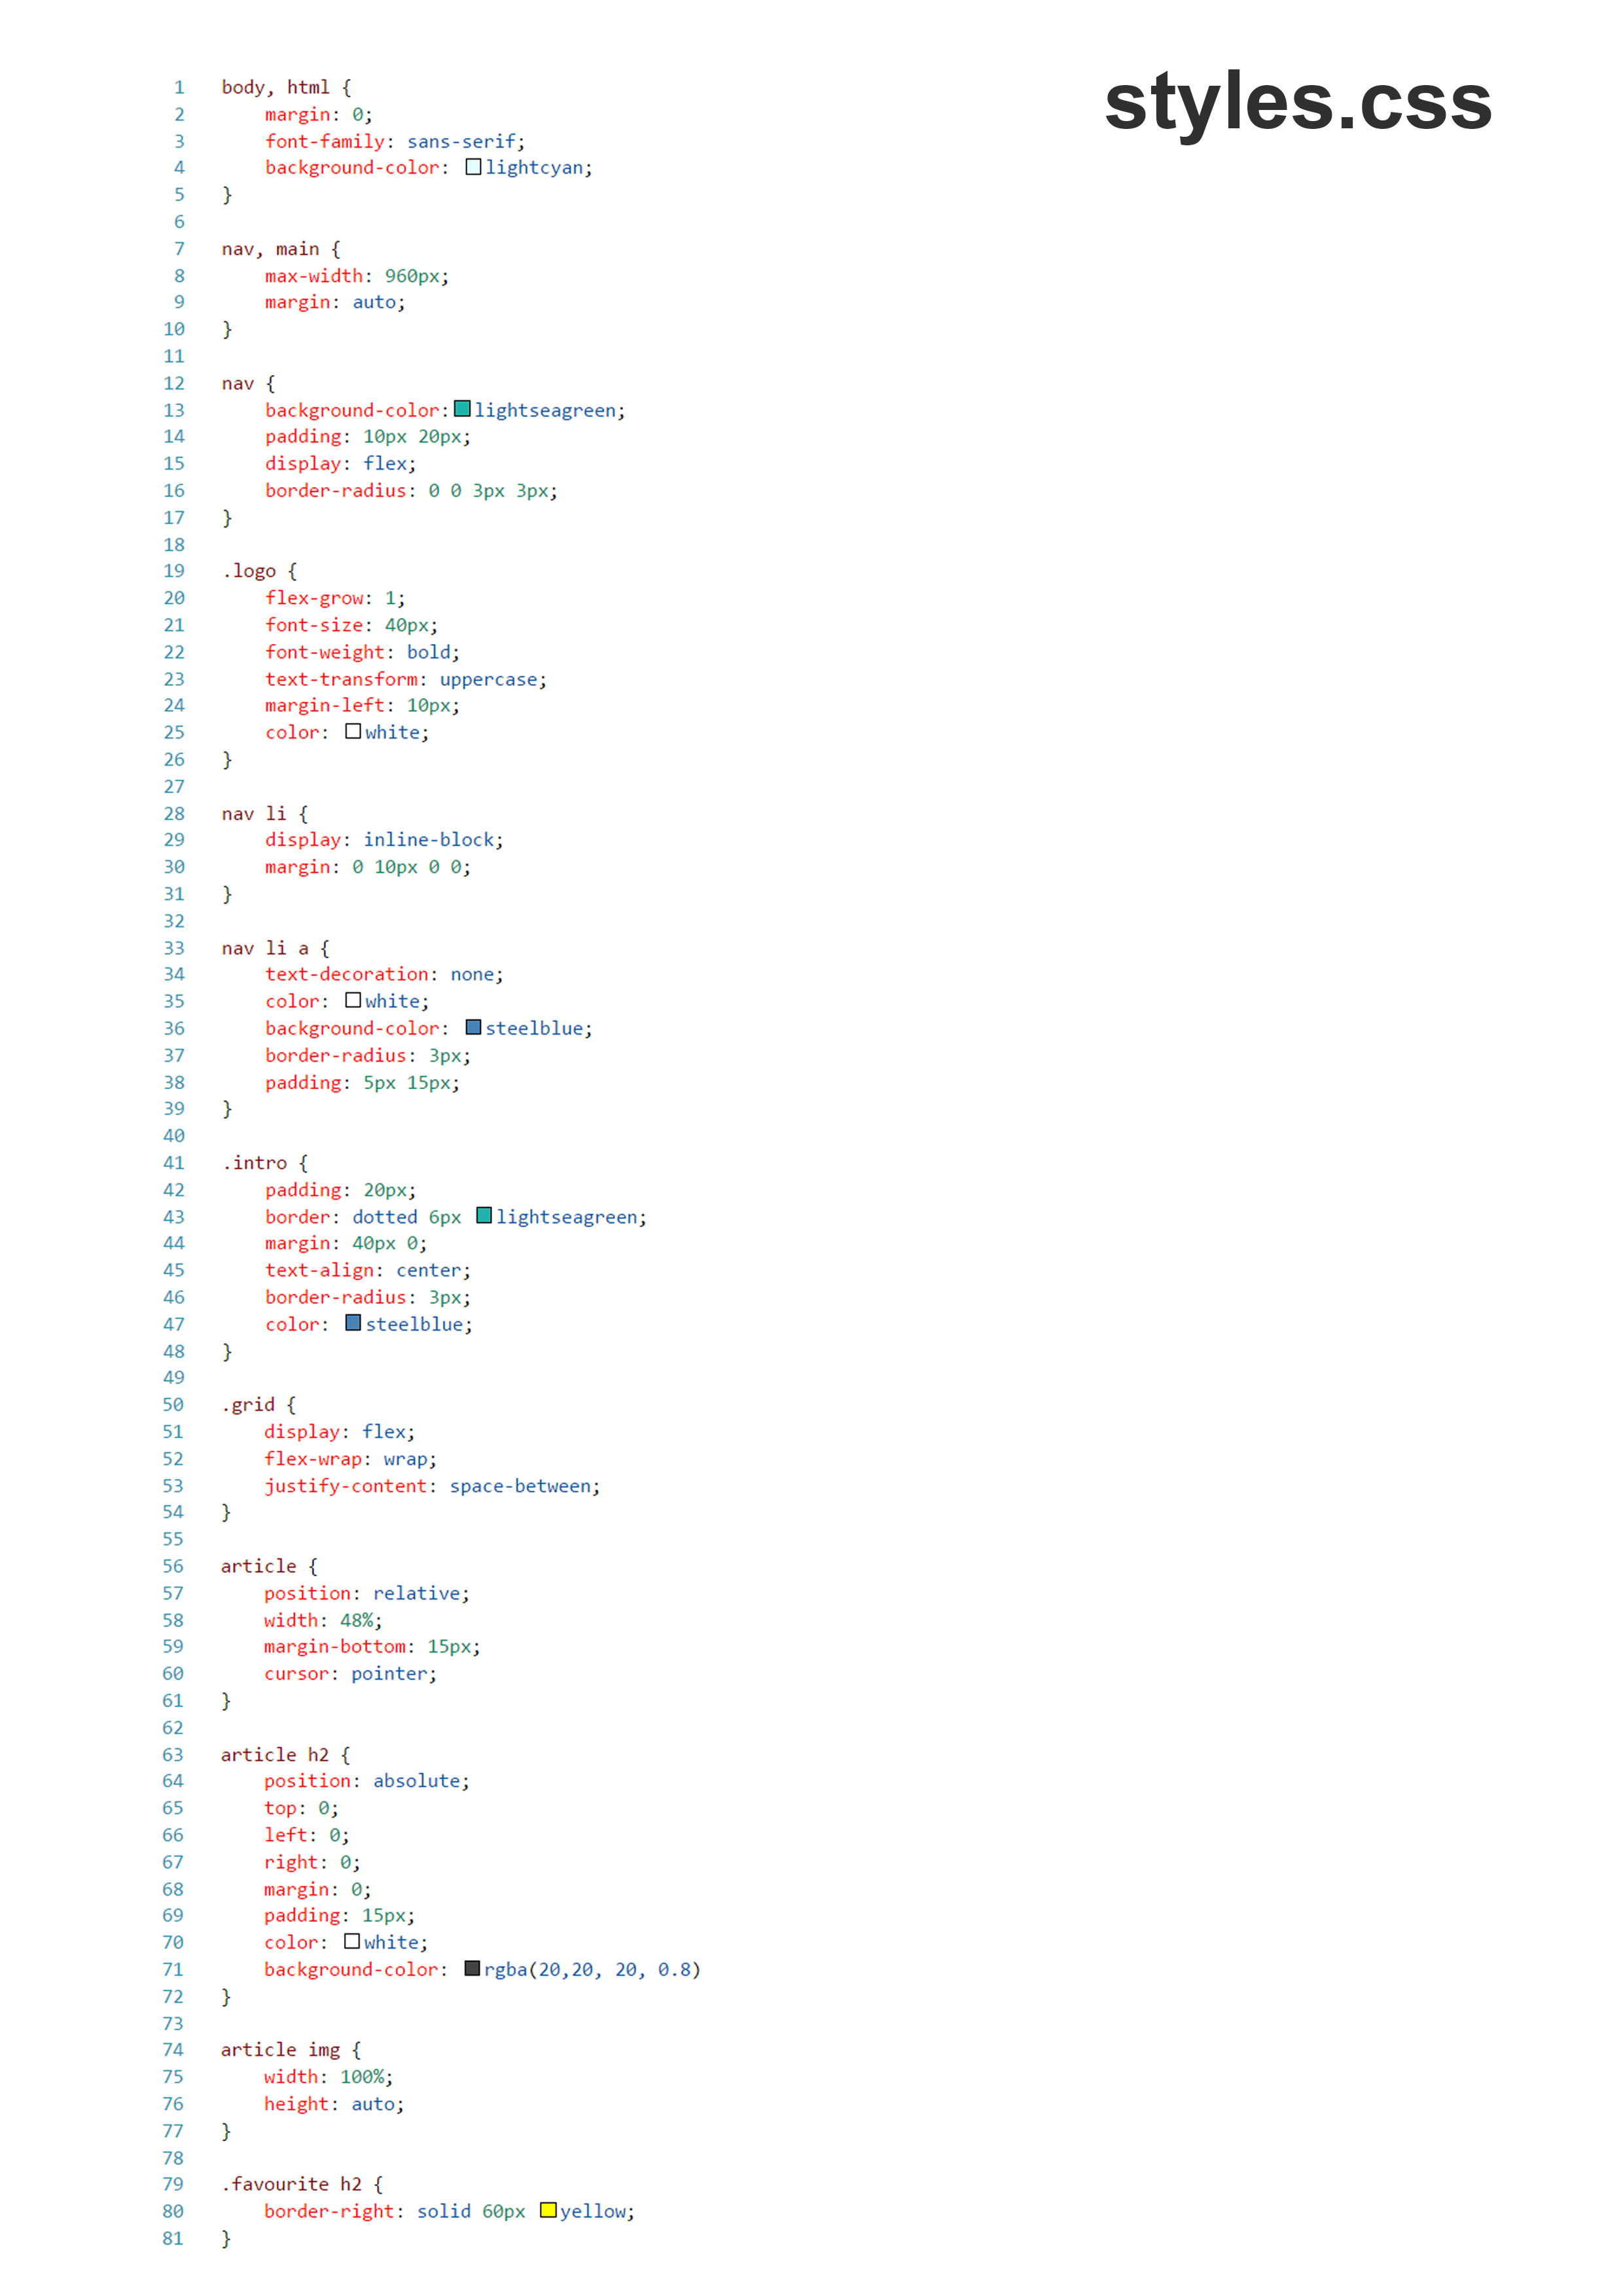 styles.css
1 body, html {
2 margin: 0;
3 font-family: sans-serif;
4 background-color: lightcyan;
5 }
6
7 nav, main {
8 max-width: 960px;
9 margin: auto;
10 }
11
12 nav {
13 background-color: lightseagreen;
14 padding: 10px 20px;
15 display: flex;
16 border-radius: 0 0 3px 3px;
17 }
18
19 .logo {
20 flex-grow: 1;
21 font-size: 40px;
22 font-weight: bold;
23 text-transform: uppercase;
24 margin-left: 10px;
25 color: white;
26 }
27
28 nav li {
29 display: inline-block;
30 margin: 0 10px 0 0;
31 }
32
33 nav li a {
34 text-decoration: none;
35 color: white;
36 background-color: steelblue;
37 border-radius: 3px;
38 padding: 5px 15px;
39 }
40
41 .intro {
42 padding: 20px;
43 border: dotted 6px lightseagreen;
44 margin: 40px 0;
45 text-align: center;
46 border-radius: 3px;
47 color: steelblue;
48 }
49
50 .grid {
51 display: flex;
52 flex-wrap: wrap;
53 justify-content: space-between;
54 }
55
56 article {
57 position: relative;
58 width: 48%;
59 margin-bottom: 15px;
60 cursor: pointer;
61 }
62
63 article h2 {
64 position: absolute;
65 top: 0;
66 left: 0;
67 right: 0;
68 margin: 0;
69 padding: 15px;
70 color: white;
71 background-color: rgba(20,20, 20, 0.8)
72 }
73
74 article img {
75 width: 100%;
76 height: auto;
77 }
78
79 .favourite h2 {
80 border-right: solid 60px yellow;
81 }